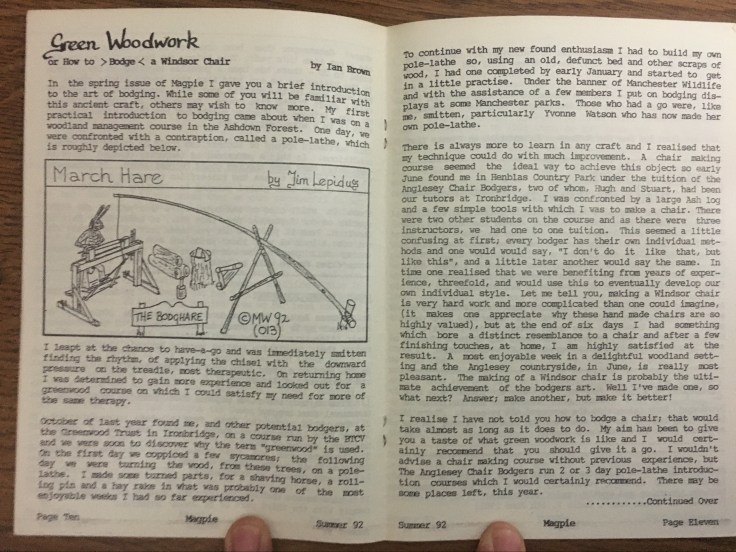 Green Woodwork
or How to >Bodge< a Windsor Chair
by Ian Brown
In the spring issue of Magpie I gave you a brief introduction
to the art of bodging. While some of you will be familiar with
this ancient craft, others may wish to know more. My first
practical introduction to bodging came about when I was on a
woodland management course in the Ashdown Forest. One day, we
were confronted with a contraption, called a pole-lathe, which
is roughly depicted below.
March Hare
by Jim Lepidus
THE BODGHARE
©MW 92
(013)
I leapt at the chance to have-a-go and was immediately smitten
finding the rhythm, of applying the chisel with the downward
pressure on the treadle, most therapeutic. On returning home
I was determined to gain more experience and looked out for a
greenwood course on which I could satisfy my need for more of
the same therapy.
October of last year found me, and other potential bodgers, at
the Greenwood Trust in Ironbridge, on a course run by the BTCV
and we were soon to discover why the term "greenwood" is used.
On the first day we coppiced a few sycamores; the following
day we were turning the wood, from these trees, on a pole-
lathe. I made some turned parts, for a shaving horse, a roll-
ing pin and a hay rake in what was probably one of the most
enjoyable weeks I had so far experienced.
Page Ten
Magpie
Summer 92
To continue with my new found enthusiasm I had to build my own
pole-lathe so, using an old, defunct bed and other scraps of
wood, I had one completed by early January and started to get
in a little practise. Under the banner of Manchester Wildlife
and with the assistance of a few members I put on bodging dis-
plays at some Manchester parks. Those who had a go were, like
me, smitten, particularly Yvonne Watson who has now made her
own pole-lathe.
There is always more to learn in any craft and I realised that
my technique could do with much improvement. A chair making
course seemed the ideal way to achieve this object so early
June found me in Henblas Country Park under the tuition of the
Anglesey Chair Bodgers, two of whom, Hugh and Stuart, had been
our tutors at Ironbridge. I was confronted by a large Ash log
and a few simple tools with which I was to make a chair. There
were two other students on the course and as there were three
instructors, we had one to one tuition. This seemed a little
confusing at first; every bodger has their own individual met-
hods and one would would say, "I don't do it like that, but
like this", and a little later another would say the same. In
time one realised that we were benefiting from years of exper-
ience, threefold, and would use this to eventually develop our
own individual style. Let me tell you, making a Windsor chair
is very hard work and more complicated than one could imagine,
(it makes one appreciate why these hand made chairs are so
highly valued), but at the end of six days I had something
which bore a distinct resemblance to a chair and after a few
finishing touches, at home, I am highly satisfied at the
result. A most enjoyable week in a delightful woodland sett-
ing and the Anglesey countryside, in June, is really most
pleasant. The making of a Windsor chair is probably the ulti-
mate achievement of the bodgers art. Well I've made one, so
what next? Answer; make another, but make it better!
I realise I have not told you how to bodge a chair; that would
take almost as long as it does to do. My aim has been to give
you a taste of what green woodwork is like and I would cert-
ainly recommend that you should give it a go. I wouldn't
advise a chair making course without previous experience, but
The Anglesey Chair Bodgers run 2 or 3 day pole-lathe introduc-
tion courses which I would certainly recommend. There may be
some places left, this year.
............Continued Over
Summer 92
Magpie
Page Eleven